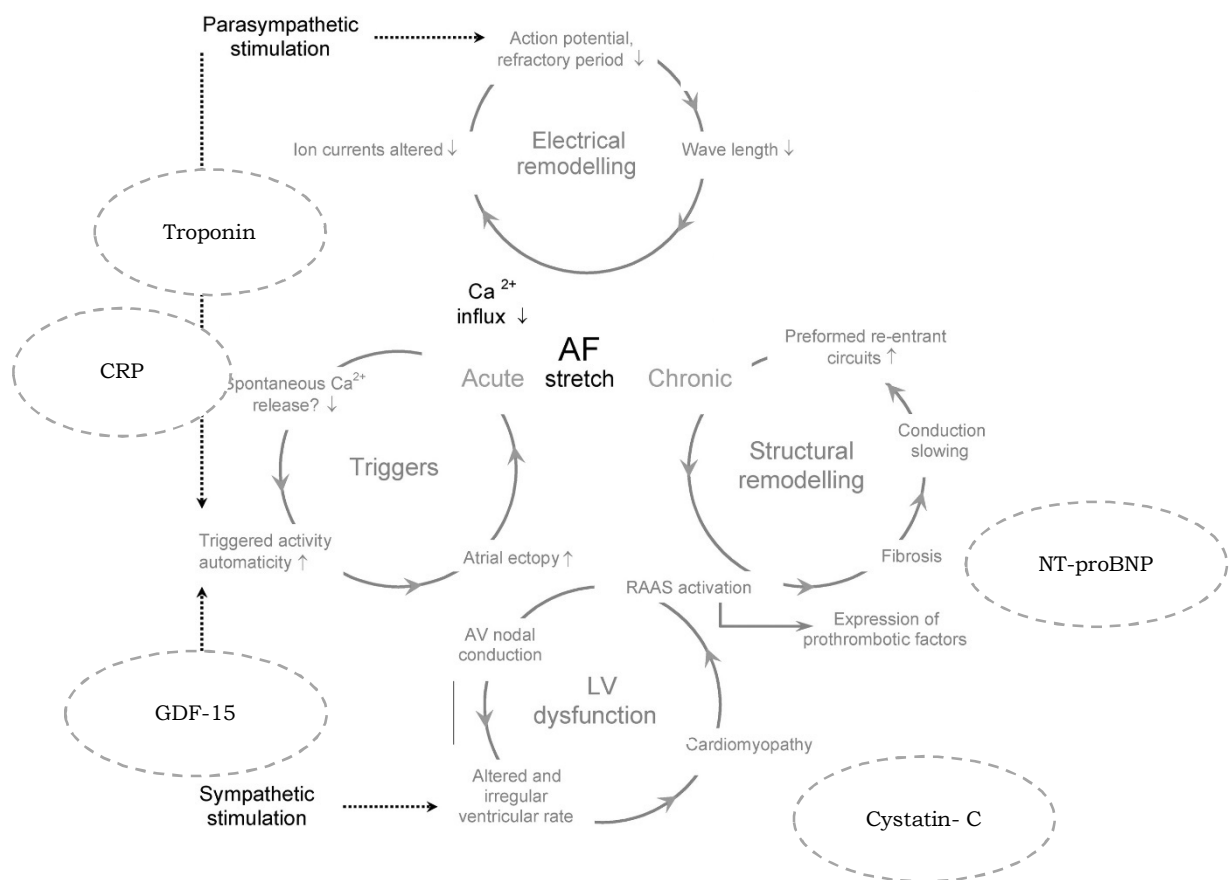 Parasympathetic
stimulation
Action potential,
refractory period ↓
Ion currents altered ↓
Electrical
remodelling
Wave length ↓
Troponin
Ca 2+
influx ↓
CRP
Spontaneous Ca2+
release? ↓
Acute
AF
stretch
Chronic
Preformed re-entrant
circuits ↑
Triggers
Structural
remodelling
Conduction
slowing
Triggered activity
automaticity ↑
Atrial ectopy ↑
Fibrosis
NT-proBNP
RAAS activation
Expression of
prothrombotic factors
AV nodal
conduction
LV
dysfunction
GDF-15
Cardiomyopathy
Sympathetic
stimulation
Altered and
irregular
ventricular rate
Cystatin- C